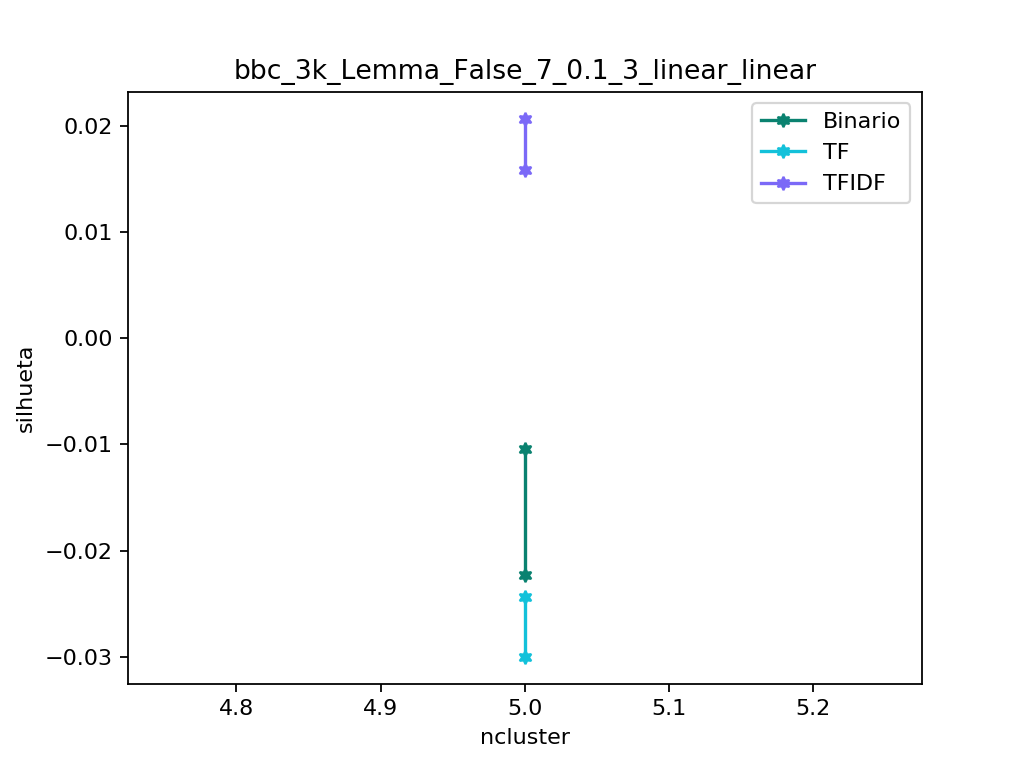 bbc_3k_Lemma_False_7_0.1_3_linear_linear
Binario
TF
TFIDF
0.02
0.01
0.00
−0.01
−0.02
−0.03
silhueta
4.8 4.9 5.0 5.1 5.2
ncluster